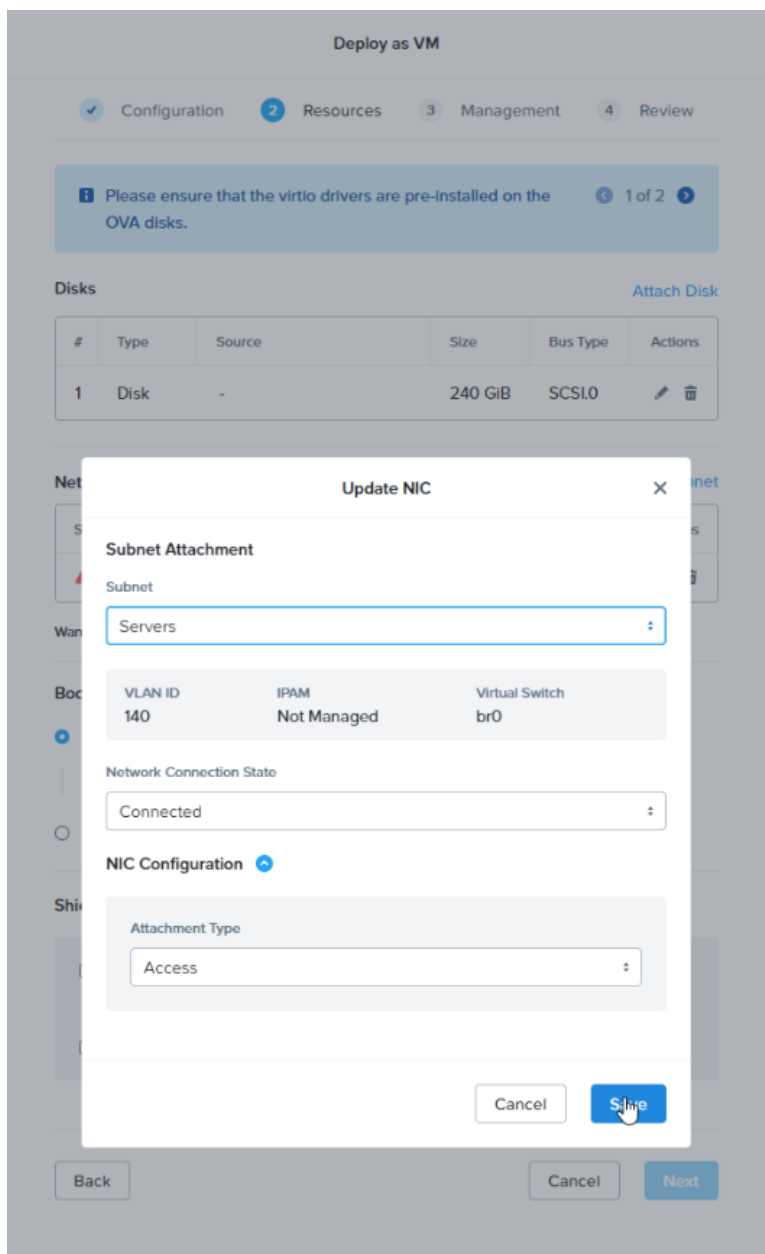 Deploy as VM
Configuration 2 Resources 3 Management 4 Review
Please ensure that the virtio drivers are pre-installed on the
OVA disks.
1 of 2
Disks
Attach Disk
# Type Source Size Bus Type Actions
1 Disk - 240 GiB SCSI.0
Update NIC
Subnet Attachment
Subnet
Servers
VLAN ID IPAM Virtual Switch
140 Not Managed br0
Network Connection State
Connected
NIC Configuration
Attachment Type
Access
Cancel Save
Back Cancel Next